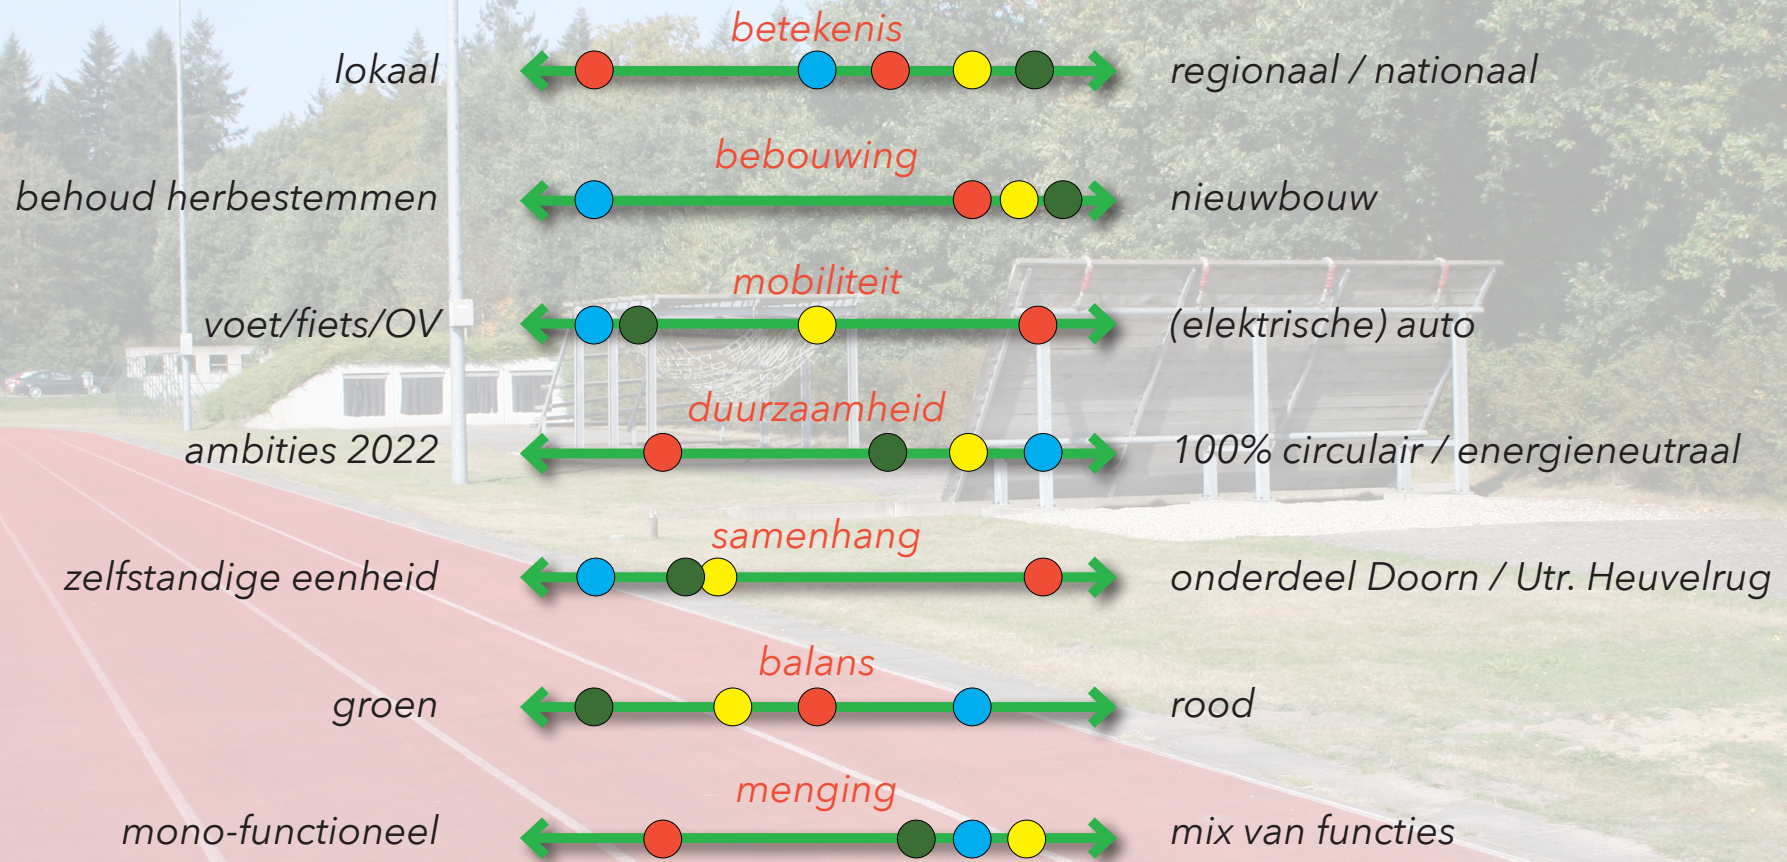 betekenis
lokaal
regionaal / nationaal
bebouwing
behoud herbestemmen
nieuwbouw
mobiliteit
voet/fiets/OV
(elektrische) auto
duurzaamheid
ambities 2022
100% circulair / energieneutraal
samenhang
zelfstandige eenheid
onderdeel Doorn / Utr. Heuvelrug
balans
groen
rood
menging
mono-functioneel
mix van functies